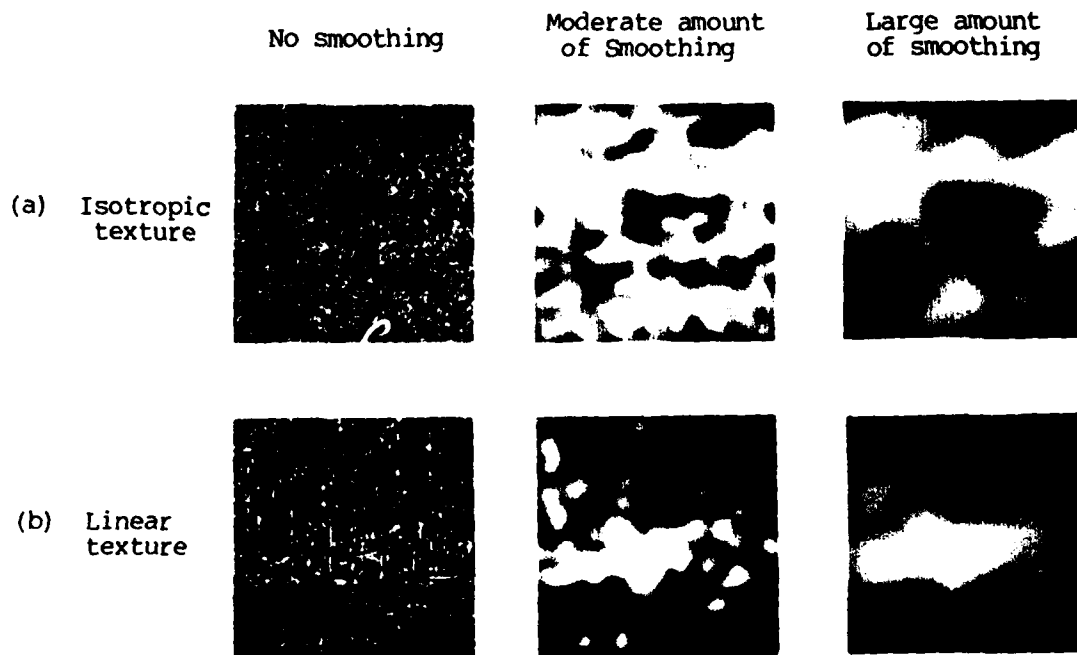 No smoothing
Moderate amount
of Smoothing
Large amount
of smoothing
(a) Isotropic
texture
(b) Linear
texture